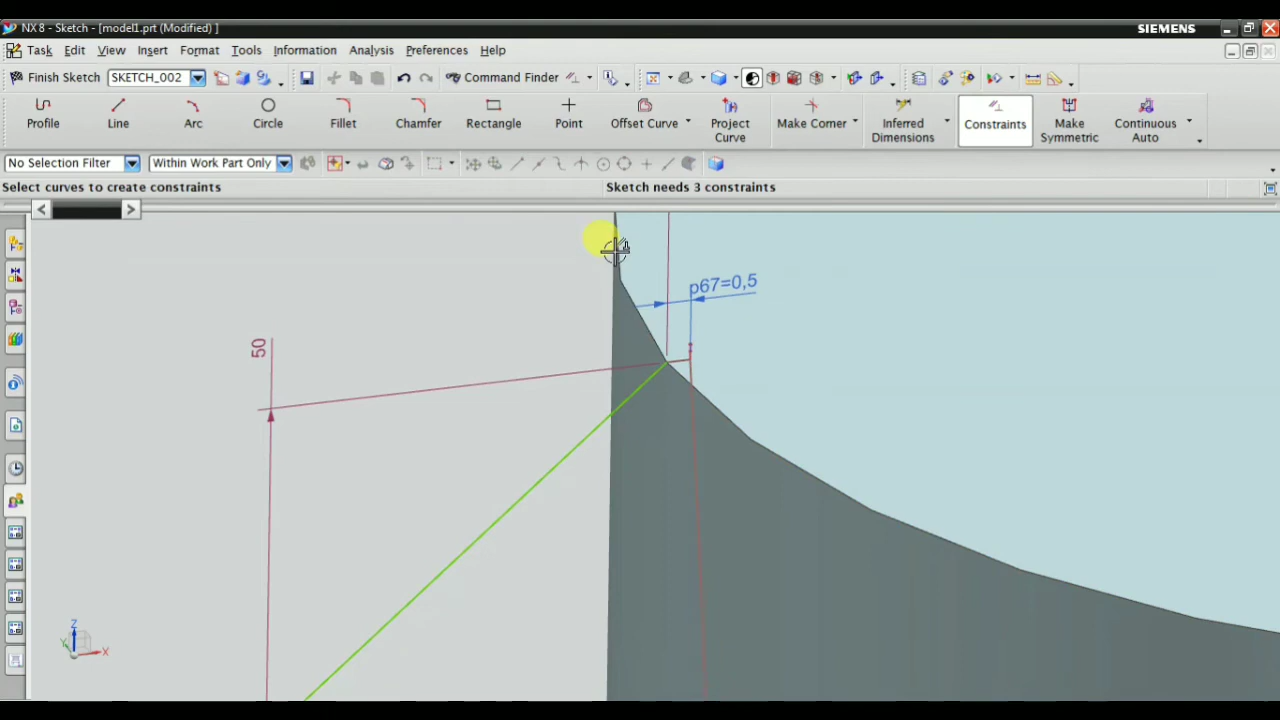 NX 8 - Sketch - [model1.prt (Modified) ]
SIEMENS
Task Edit View Insert Format Tools Information Analysis Preferences Help
Finish Sketch SKETCH_002 Command Finder
Profile Line Arc Circle Fillet Chamfer Rectangle Point Offset Curve Project Curve Make Corner Inferred Dimensions Constraints Make Symmetric Continuous Auto
No Selection Filter Within Work Part Only
Select curves to create constraints Sketch needs 3 constraints
p67=0,5
50
Z
Y
X